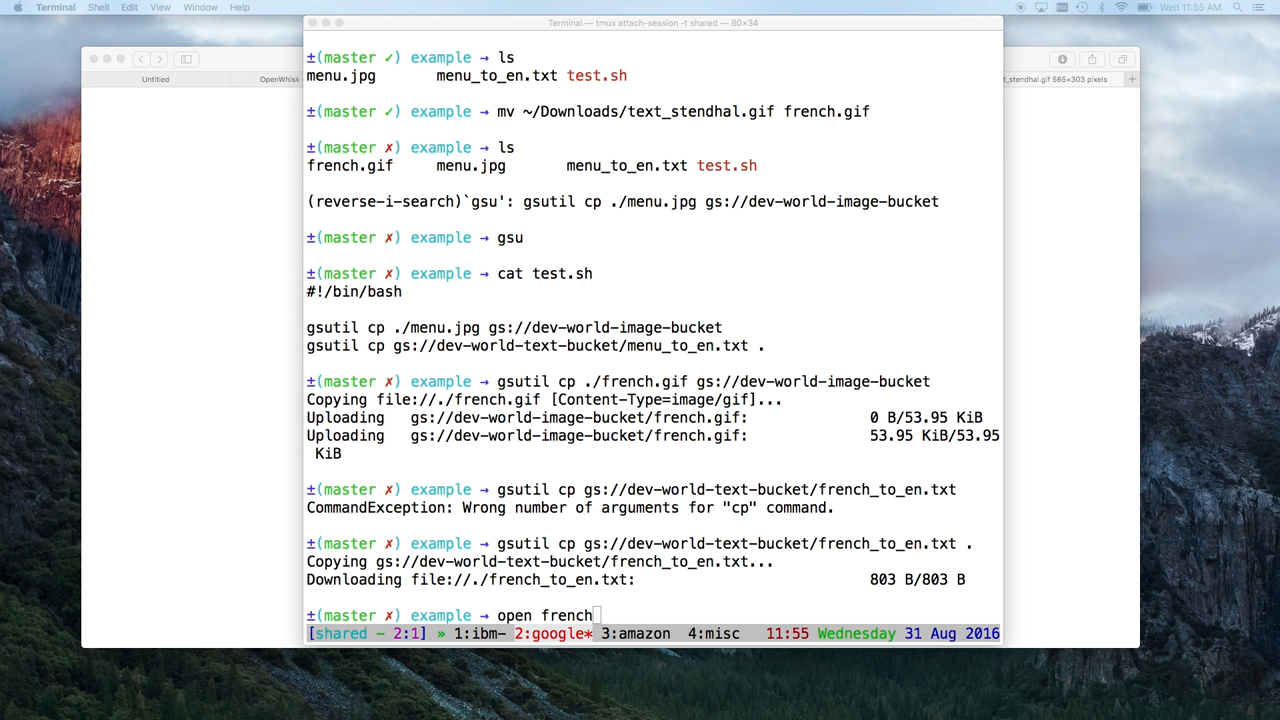 Terminal Shell Edit View Window Help Wed 11:55 AM
Terminal — tmux attach-session -t shared — 80×34
Untitled OpenWhisk t_stendhal.gif 565×303 pixels
±(master ✓) example → ls
menu.jpg menu_to_en.txt test.sh
±(master ✓) example → mv ~/Downloads/text_stendhal.gif french.gif
±(master ✗) example → ls
french.gif menu.jpg menu_to_en.txt test.sh
(reverse-i-search)`gsu': gsutil cp ./menu.jpg gs://dev-world-image-bucket
±(master ✗) example → gsu
±(master ✗) example → cat test.sh
#!/bin/bash
gsutil cp ./menu.jpg gs://dev-world-image-bucket
gsutil cp gs://dev-world-text-bucket/menu_to_en.txt .
±(master ✗) example → gsutil cp ./french.gif gs://dev-world-image-bucket
Copying file://./french.gif [Content-Type=image/gif]...
Uploading gs://dev-world-image-bucket/french.gif: 0 B/53.95 KiB
Uploading gs://dev-world-image-bucket/french.gif: 53.95 KiB/53.95
KiB
±(master ✗) example → gsutil cp gs://dev-world-text-bucket/french_to_en.txt
CommandException: Wrong number of arguments for "cp" command.
±(master ✗) example → gsutil cp gs://dev-world-text-bucket/french_to_en.txt .
Copying gs://dev-world-text-bucket/french_to_en.txt...
Downloading file://./french_to_en.txt: 803 B/803 B
±(master ✗) example → open french
[shared - 2:1] » 1:ibm- 2:google* 3:amazon 4:misc 11:55 Wednesday 31 Aug 2016